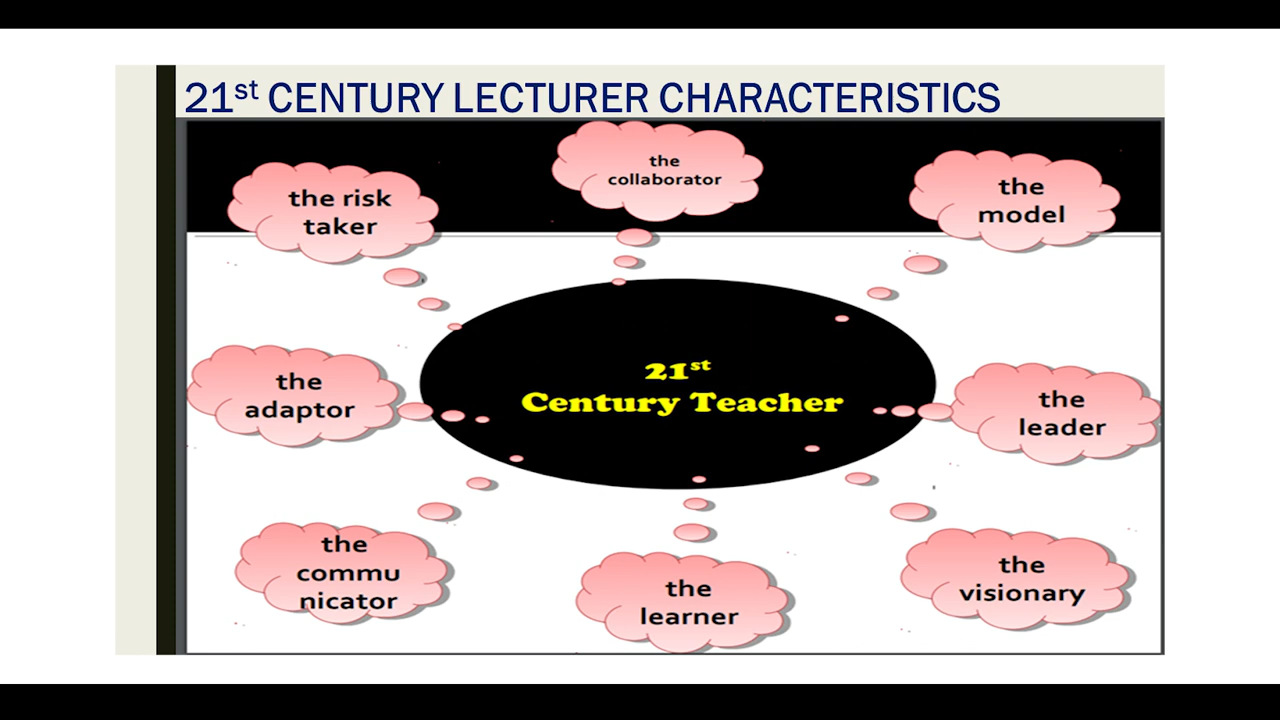 21st CENTURY LECTURER CHARACTERISTICS
the risk
taker
the
collaborator
the
model
the
adaptor
21st
Century Teacher
the
leader
the
commu
nicator
the
learner
the
visionary